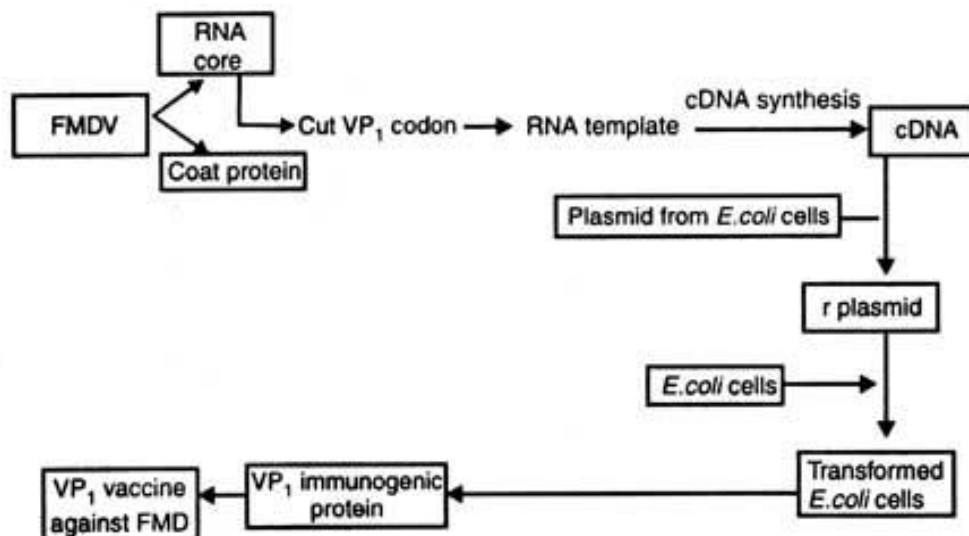 RNA
core
FMDV
Coat protein
Cut VP₁ codon
RNA template
cDNA synthesis
cDNA
Plasmid from E.coli cells
r plasmid
E.coli cells
Transformed
E.coli cells
VP₁ immunogenic
protein
VP₁ vaccine
against FMD